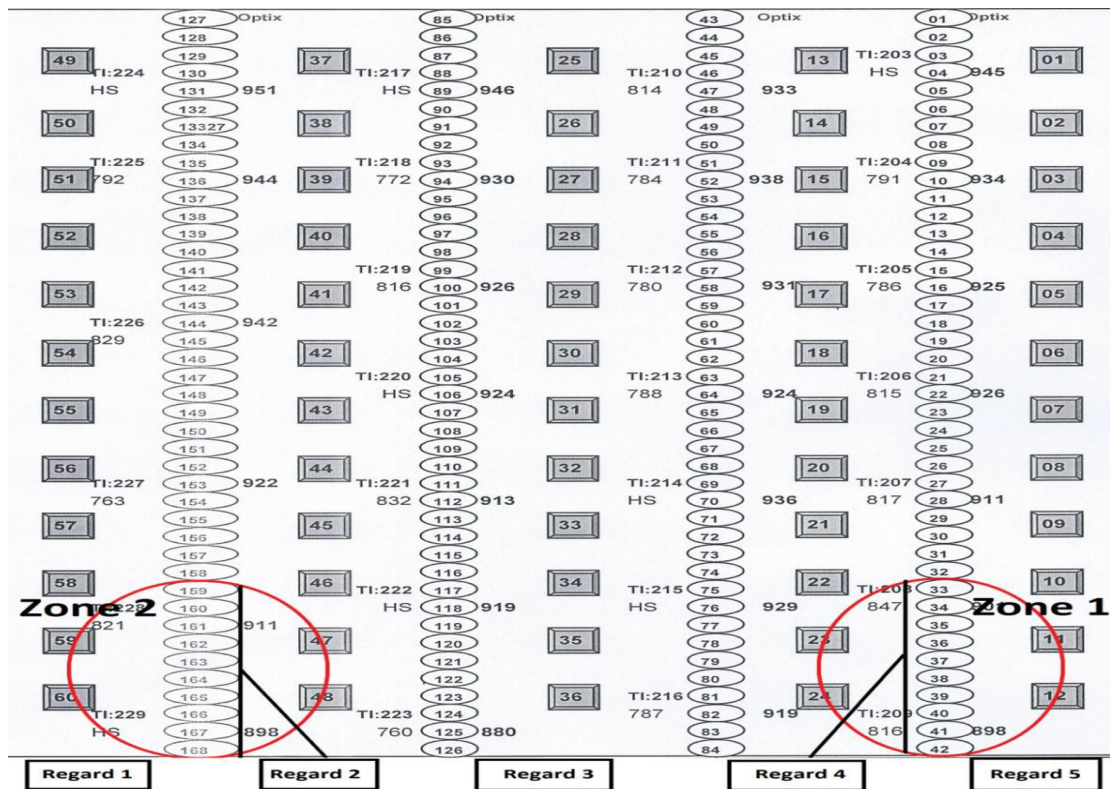 127 Optix 85 Optix 43 Optix 01 Optix
128 86 44 02
49 129 37 87 25 45 13 TI:203 03 01
TI:224 130 TI:217 88 TI:210 46 HS 04 945
HS 131 951 HS 89 946 814 47 933 05
132 90 48 06
50 13327 38 91 26 49 14 07 02
134 92 50 08
TI:225 135 TI:218 93 TI:211 51 TI:204 09
51 792 136 944 39 772 94 930 27 784 52 938 15 791 10 934 03
137 95 53 11
138 96 54 12
52 139 40 97 28 55 16 13 04
140 98 56 14
141 TI:219 99 TI:212 57 TI:205 15
142 816 100 926 780 58 931 786 16 925
53 143 41 101 29 59 17 17 05
TI:226 144 942 102 60 18
829 145 103 61 19
54 146 42 104 30 62 18 20 06
147 TI:220 105 TI:213 63 TI:206 21
148 HS 106 924 788 64 924 815 22 926
55 149 43 107 31 65 19 23 07
150 108 66 24
151 109 67 25
56 152 44 110 32 68 20 26 08
TI:227 153 922 TI:221 111 TI:214 69 TI:207 27
763 154 832 112 913 HS 70 936 817 28 911
57 155 45 113 33 71 21 29 09
156 114 72 30
157 115 73 31
58 158 46 116 34 74 22 32 10
159 TI:222 117 TI:215 75 33
Zone 2 160 HS 118 919 HS 76 929 847 34 Zone 1
821 161 911 119 77 35
59 162 47 120 35 78 23 36 11
163 121 79 37
164 122 80 38
60 165 48 123 36 TI:216 81 24 39 12
TI:229 166 TI:223 124 787 82 919 TI:209 40
HS 167 898 760 125 880 83 816 41 898
168 126 84 42
Regard 1 Regard 2 Regard 3 Regard 4 Regard 5